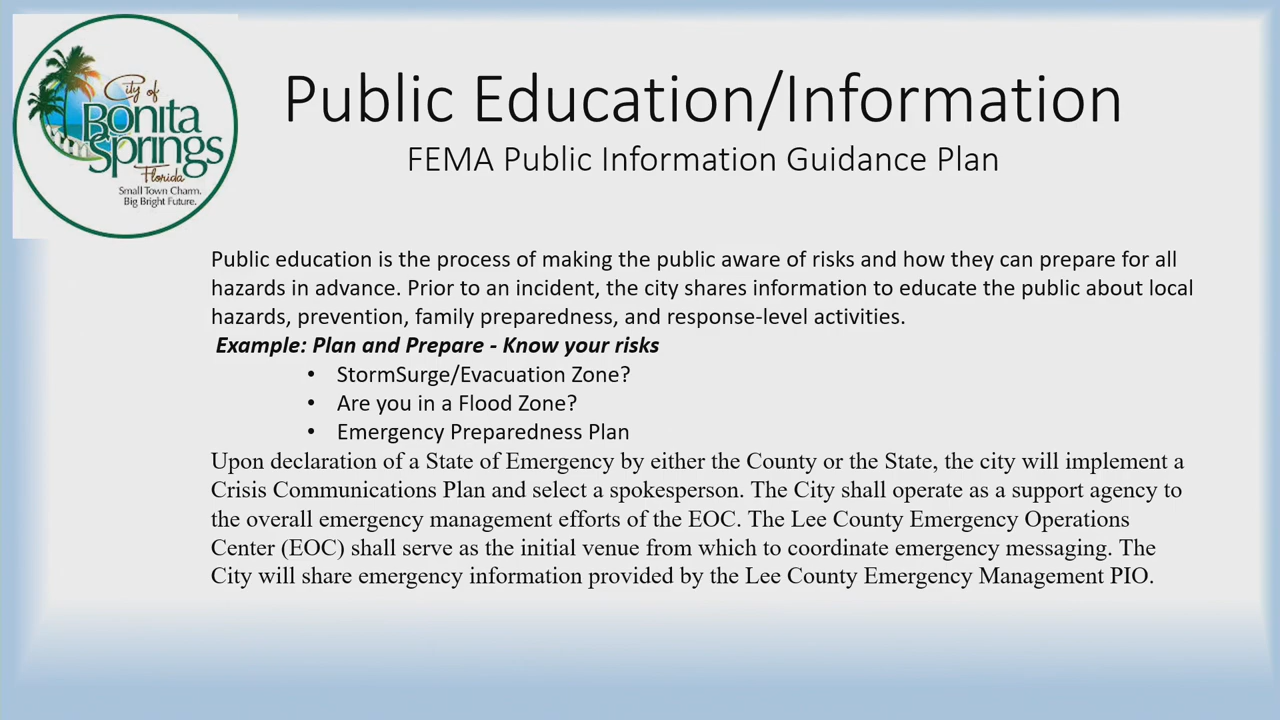 City of
Bonita
Springs
Florida
Small Town Charm.
Big Bright Future.
Public Education/Information
FEMA Public Information Guidance Plan
Public education is the process of making the public aware of risks and how they can prepare for all
hazards in advance. Prior to an incident, the city shares information to educate the public about local
hazards, prevention, family preparedness, and response-level activities.
Example: Plan and Prepare - Know your risks
• StormSurge/Evacuation Zone?
• Are you in a Flood Zone?
• Emergency Preparedness Plan
Upon declaration of a State of Emergency by either the County or the State, the city will implement a
Crisis Communications Plan and select a spokesperson. The City shall operate as a support agency to
the overall emergency management efforts of the EOC. The Lee County Emergency Operations
Center (EOC) shall serve as the initial venue from which to coordinate emergency messaging. The
City will share emergency information provided by the Lee County Emergency Management PIO.